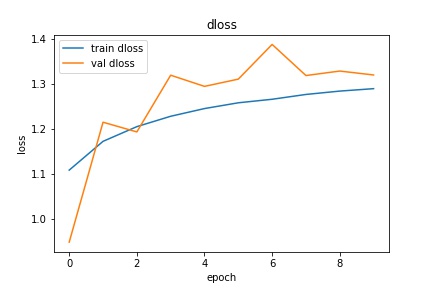 dloss
train dloss
val dloss
1.4
1.3
1.2
1.1
1.0
loss
0 2 4 6 8
epoch